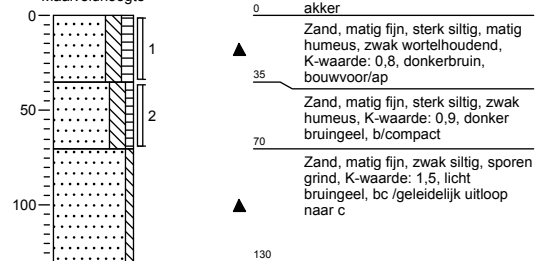 Maaiveldhoogte
0
50
100
1
2
0 akker
Zand, matig fijn, sterk siltig, matig
humeus, zwak wortelhoudend,
K-waarde: 0,8, donkerbruin,
bouwvoor/ap
35
Zand, matig fijn, sterk siltig, zwak
humeus, K-waarde: 0,9, donker
bruingeel, b/compact
70
Zand, matig fijn, zwak siltig, sporen
grind, K-waarde: 1,5, licht
bruingeel, bc /geleidelijk uitloop
naar c
130